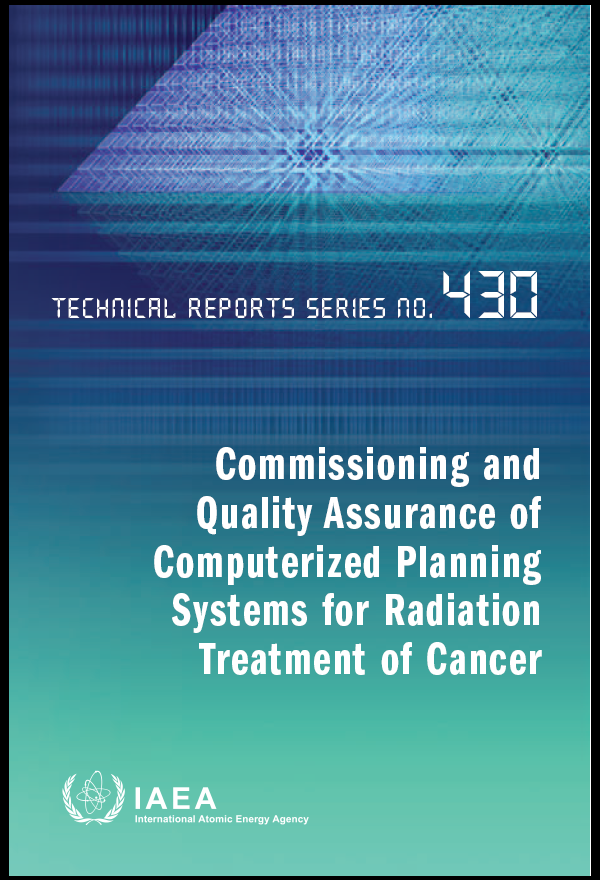 TECHNICAL REPORTS SERIES NO. 430
Commissioning and
Quality Assurance of
Computerized Planning
Systems for Radiation
Treatment of Cancer
IAEA
International Atomic Energy Agency